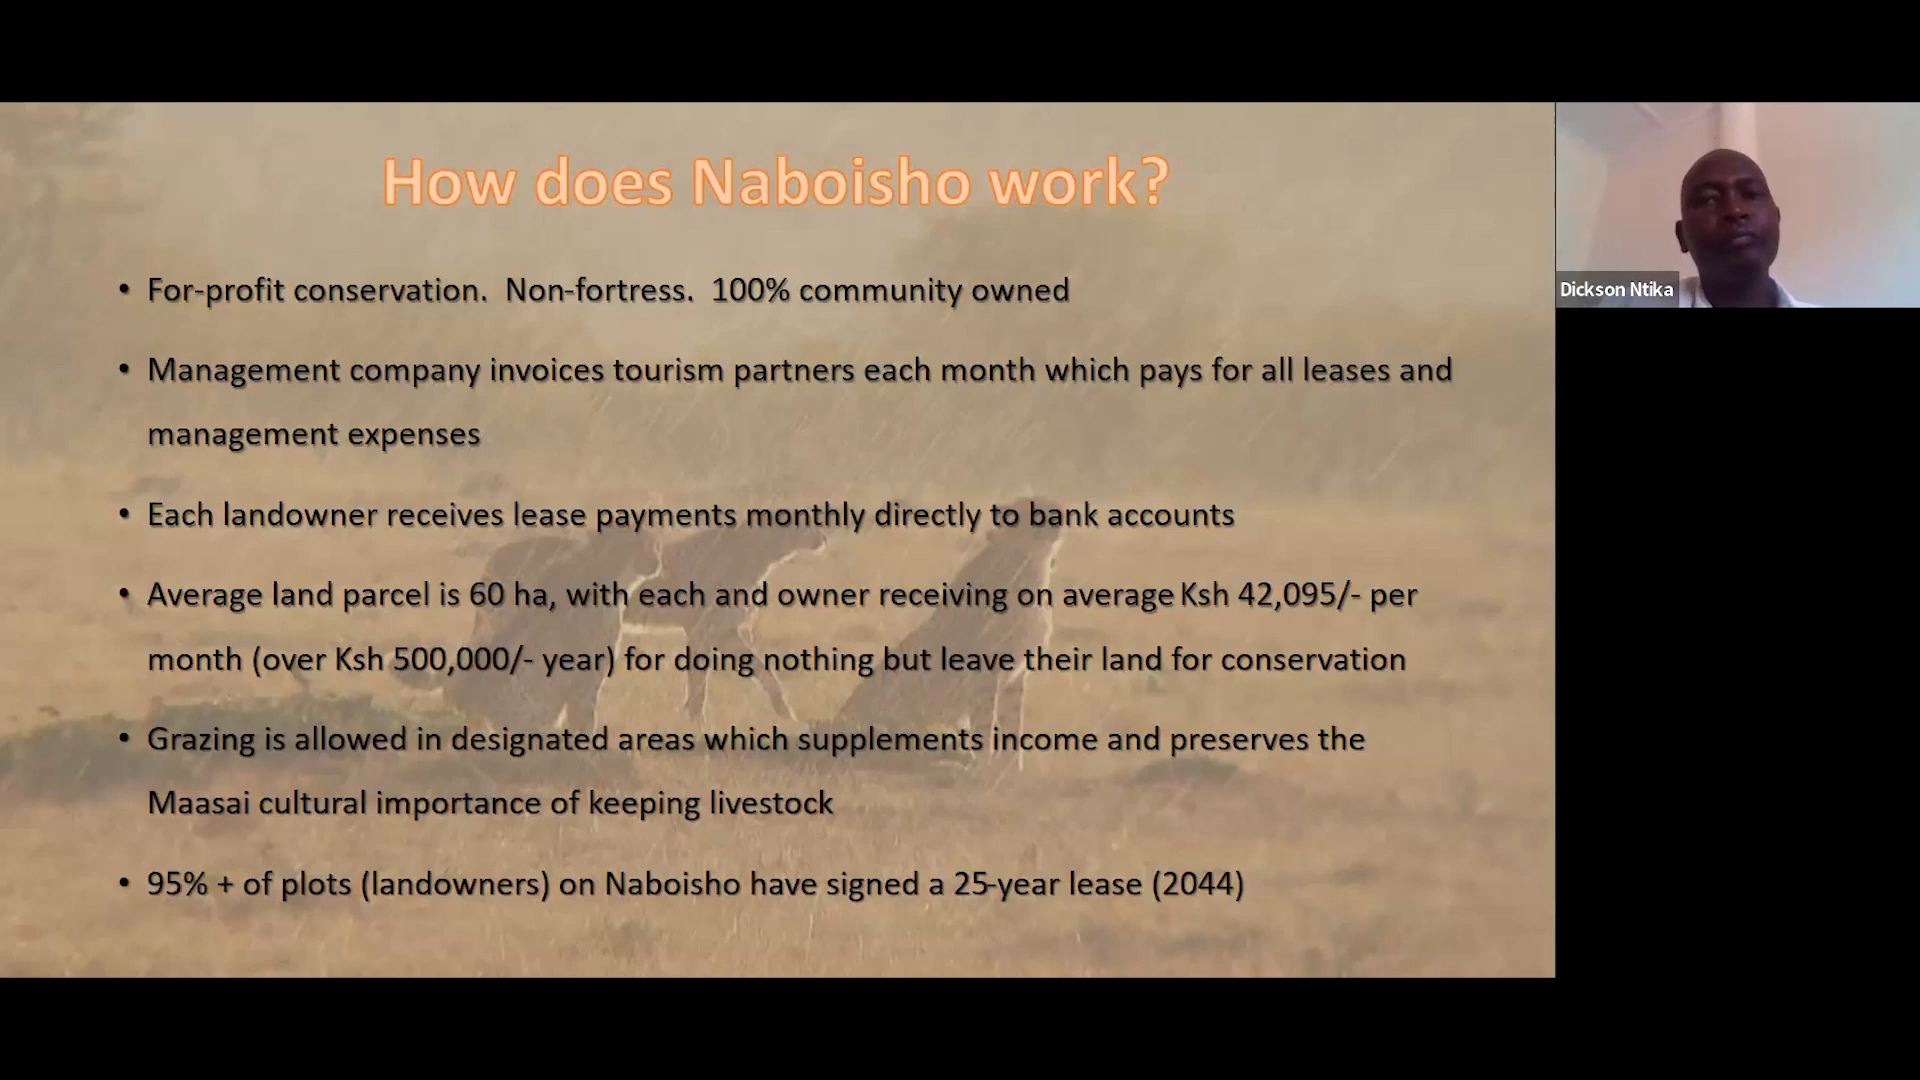 How does Naboisho work?
• For-profit conservation.  Non-fortress.  100% community owned
• Management company invoices tourism partners each month which pays for all leases and
management expenses
• Each landowner receives lease payments monthly directly to bank accounts
• Average land parcel is 60 ha, with each and owner receiving on average Ksh 42,095/- per
month (over Ksh 500,000/- year) for doing nothing but leave their land for conservation
• Grazing is allowed in designated areas which supplements income and preserves the
Maasai cultural importance of keeping livestock
• 95% + of plots (landowners) on Naboisho have signed a 25-year lease (2044)
Dickson Ntika